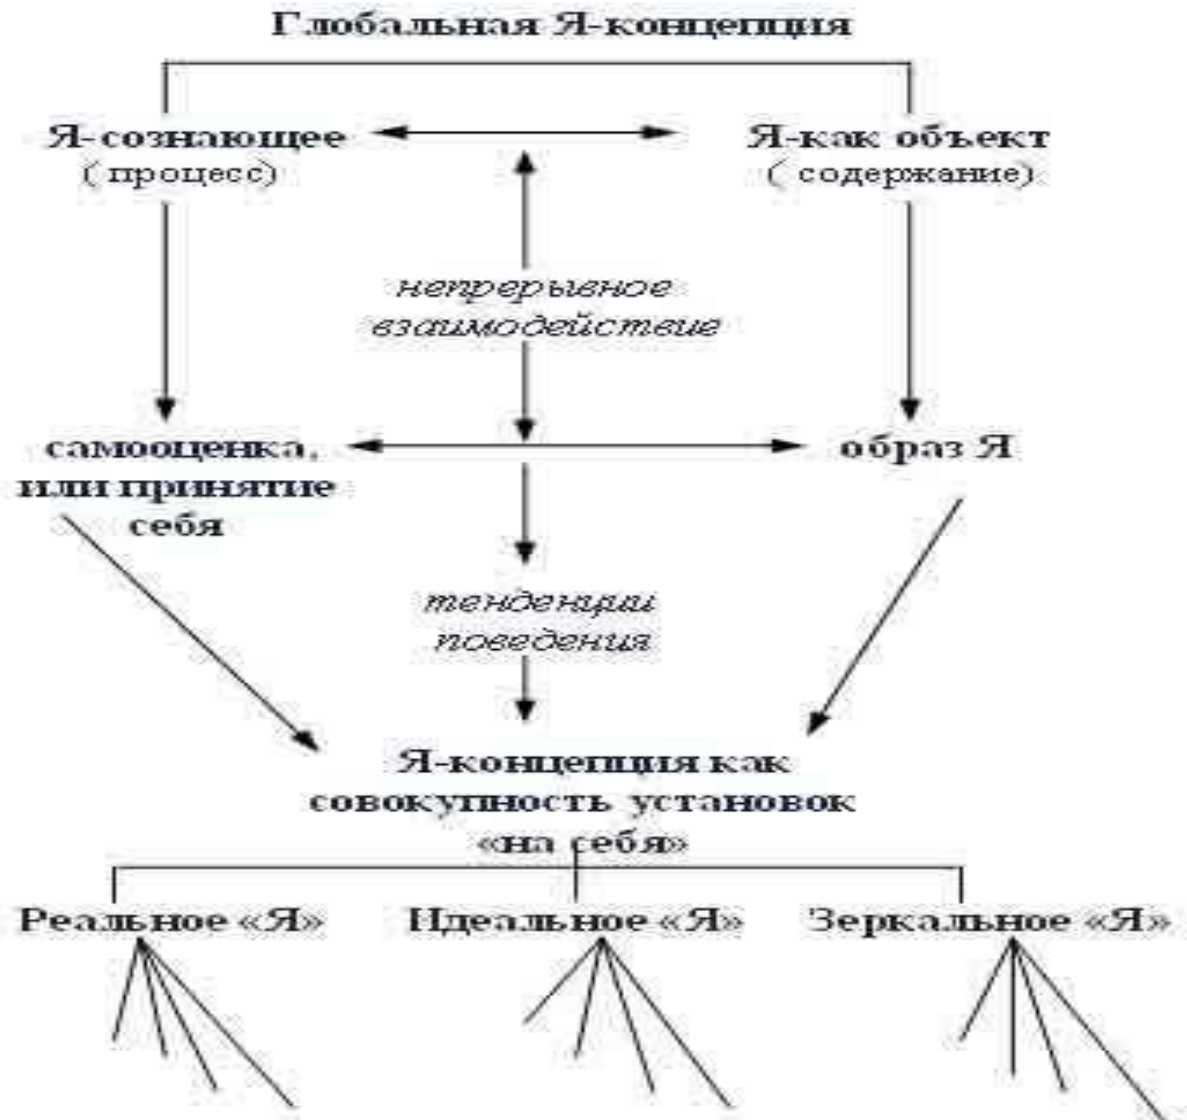 Глобальная Я-концепция
Я-сознающее
Я-как объект
( процесс)
( содержание)
непрерывное
взаимодействие
самооценка,
или принятие
себя
образ Я
тенденции
поведения
Я-концепция как
совокупность установок
«на себя»
Реальное «Я»
Идеальное «Я»
Зеркальное «Я»